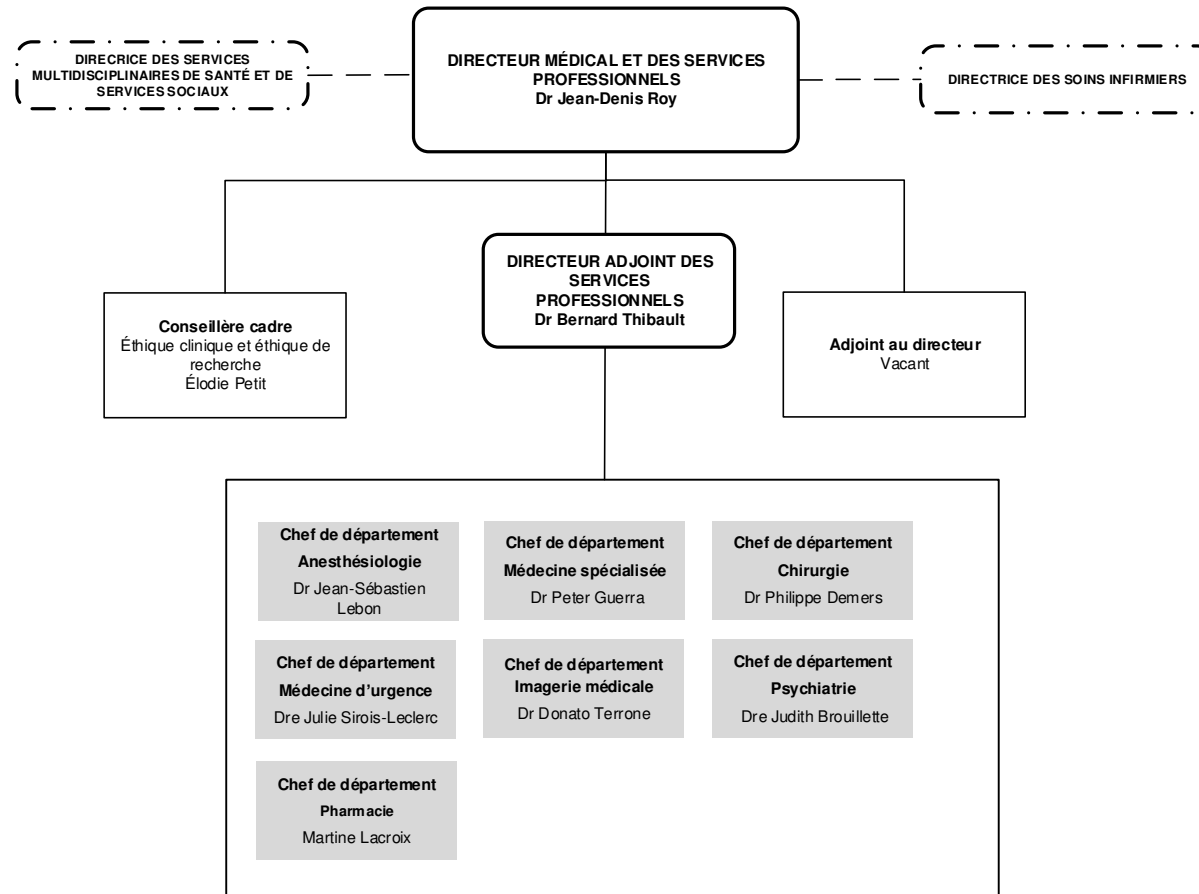 DIRECRICE DES SERVICES
MULTIDISCIPLINAIRES DE SANTÉ ET DE
SERVICES SOCIAUX
DIRECTEUR MÉDICAL ET DES SERVICES
PROFESSIONNELS
Dr Jean-Denis Roy
DIRECTRICE DES SOINS INFIRMIERS
Conseillère cadre
Éthique clinique et éthique de
recherche
Élodie Petit
DIRECTEUR ADJOINT DES
SERVICES
PROFESSIONNELS
Dr Bernard Thibault
Adjoint au directeur
Vacant
Chef de département
Anesthésiologie
Dr Jean-Sébastien
Lebon
Chef de département
Médecine spécialisée
Dr Peter Guerra
Chef de département
Chirurgie
Dr Philippe Demers
Chef de département
Médecine d’urgence
Dre Julie Sirois-Leclerc
Chef de département
Imagerie médicale
Dr Donato Terrone
Chef de département
Psychiatrie
Dre Judith Brouillette
Chef de département
Pharmacie
Martine Lacroix